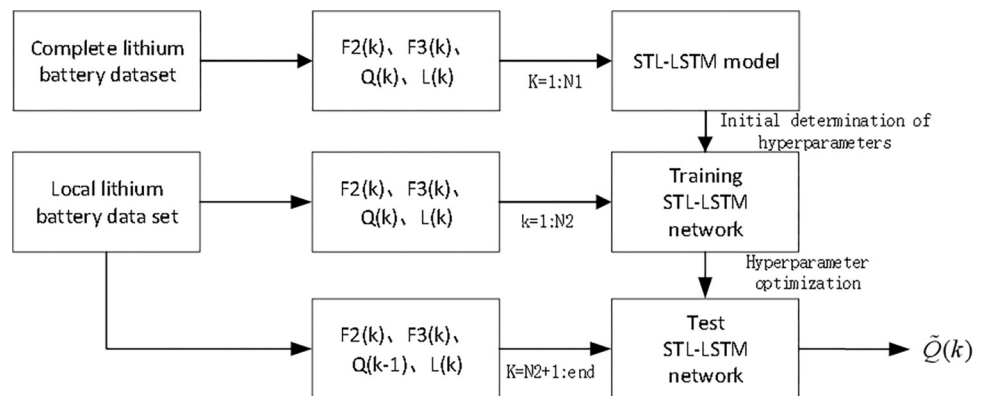 Complete lithium
battery dataset
F2(k)、F3(k)、
Q(k)、L(k)
K=1:N1
STL-LSTM model
Initial determination of
hyperparameters
Local lithium
battery data set
F2(k)、F3(k)、
Q(k)、L(k)
k=1:N2
Training
STL-LSTM
network
Hyperparameter
optimization
F2(k)、F3(k)、
Q(k-1)、L(k)
K=N2+1:end
Test
STL-LSTM
network
Q̃(k)